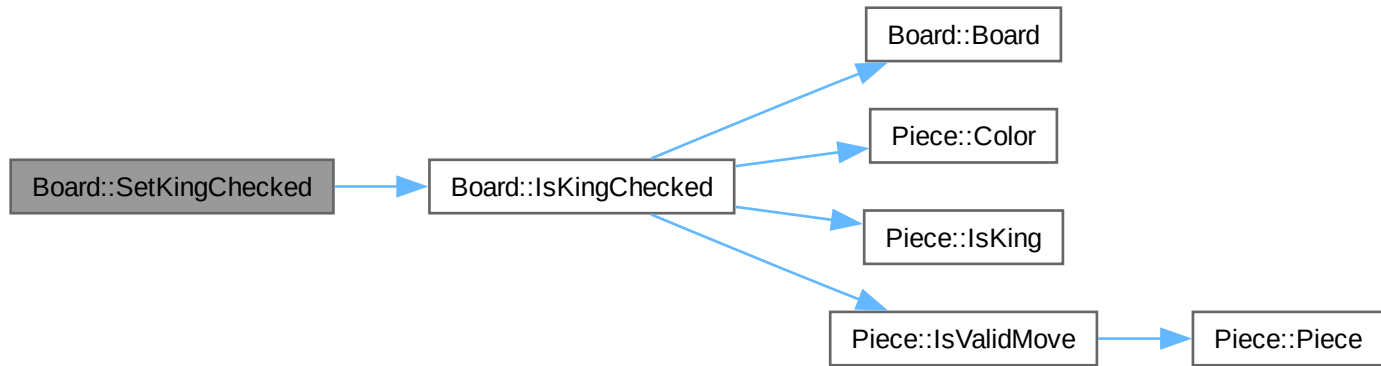 Board::Board
Piece::Color
Board::SetKingChecked
Board::IsKingChecked
Piece::IsKing
Piece::IsValidMove
Piece::Piece